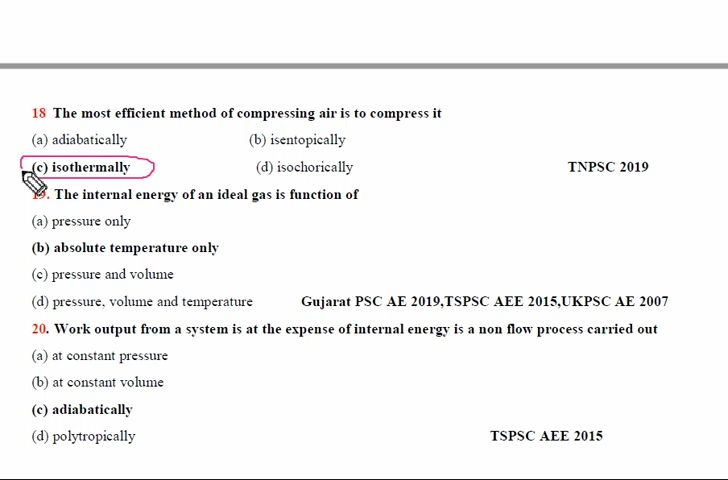 18 The most efficient method of compressing air is to compress it
(a) adiabatically (b) isentopically
(c) isothermally (d) isochorically TNPSC 2019
19. The internal energy of an ideal gas is function of
(a) pressure only
(b) absolute temperature only
(c) pressure and volume
(d) pressure, volume and temperature Gujarat PSC AE 2019,TSPSC AEE 2015,UKPSC AE 2007
20. Work output from a system is at the expense of internal energy is a non flow process carried out
(a) at constant pressure
(b) at constant volume
(c) adiabatically
(d) polytropically TSPSC AEE 2015